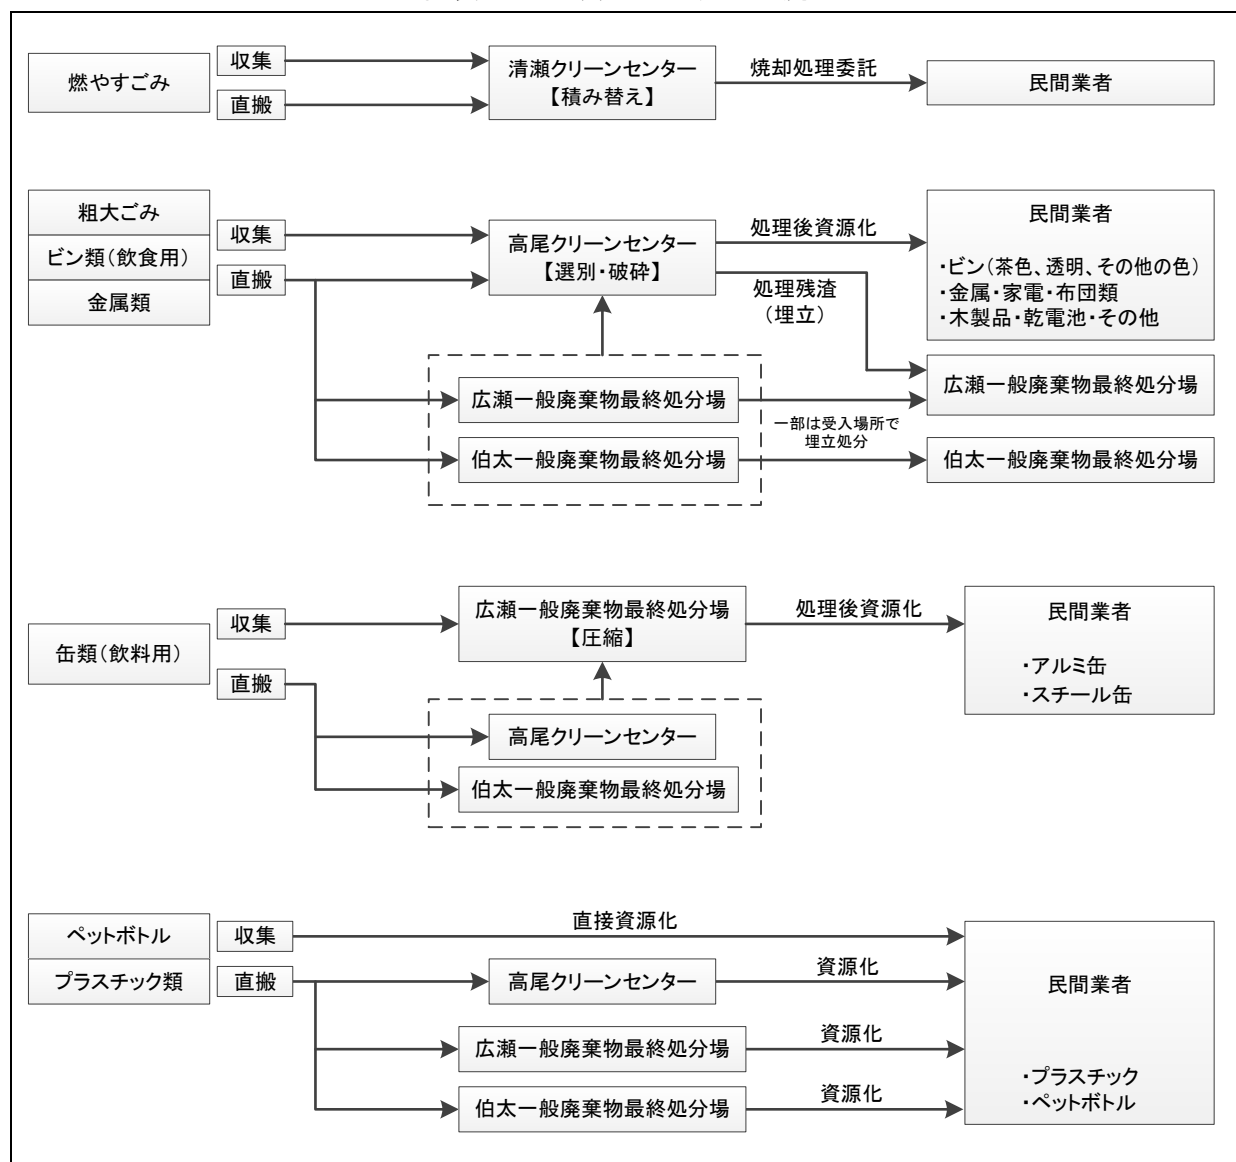 燃やすごみ
収集
直搬
清瀬クリーンセンター
【積み替え】
焼却処理委託
民間業者
粗大ごみ
ビン類(飲食用)
金属類
収集
直搬
高尾クリーンセンター
【選別・破砕】
処理後資源化
処理残渣
(埋立)
民間業者
・ビン(茶色、透明、その他の色)
・金属・家電・布団類
・木製品・乾電池・その他
広瀬一般廃棄物最終処分場
伯太一般廃棄物最終処分場
一部は受入場所で
埋立処分
広瀬一般廃棄物最終処分場
伯太一般廃棄物最終処分場
缶類(飲料用)
収集
直搬
広瀬一般廃棄物最終処分場
【圧縮】
高尾クリーンセンター
伯太一般廃棄物最終処分場
処理後資源化
民間業者
・アルミ缶
・スチール缶
ペットボトル
プラスチック類
収集
直搬
直接資源化
高尾クリーンセンター
資源化
広瀬一般廃棄物最終処分場
資源化
伯太一般廃棄物最終処分場
資源化
民間業者
・プラスチック
・ペットボトル